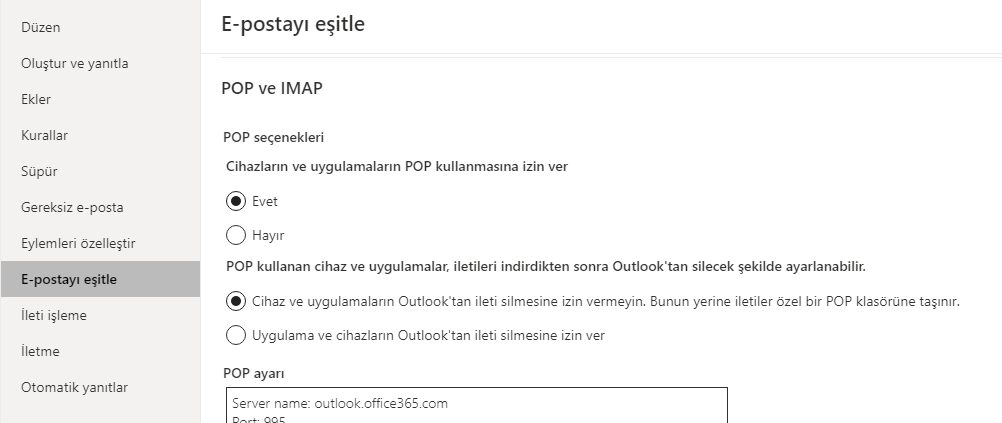 Düzen
Oluştur ve yanıtla
Ekler
Kurallar
Süpür
Gereksiz e-posta
Eylemleri özelleştir
E-postayı eşitle
İleti işleme
İletme
Otomatik yanıtlar
E-postayı eşitle
POP ve IMAP
POP seçenekleri
Cihazların ve uygulamaların POP kullanmasına izin ver
Evet
Hayır
POP kullanan cihaz ve uygulamalar, iletileri indirdikten sonra Outlook'tan silecek şekilde ayarlanabilir.
Cihaz ve uygulamaların Outlook'tan ileti silmesine izin vermeyin. Bunun yerine iletiler özel bir POP klasörüne taşınır.
Uygulama ve cihazların Outlook'tan ileti silmesine izin ver
POP ayarı
Server name: outlook.office365.com
Port: 995